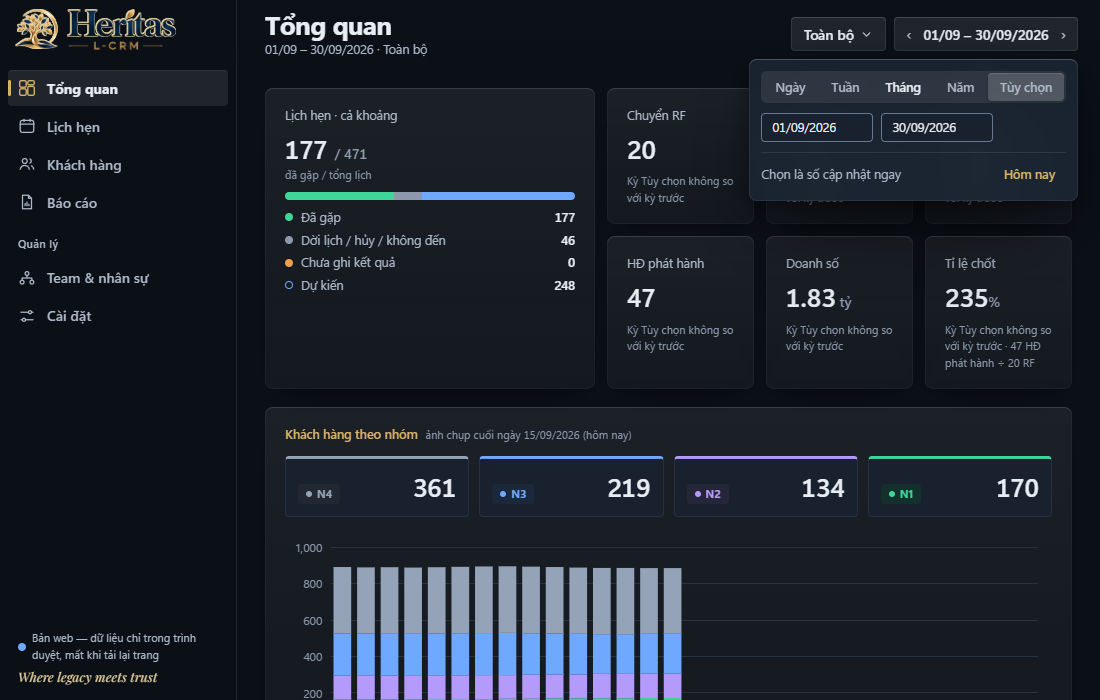 Heritas
L-CRM
Tổng quan
Lịch hẹn
Khách hàng
Báo cáo
Quản lý
Team & nhân sự
Cài đặt
Bản web — dữ liệu chỉ trong trình
duyệt, mất khi tải lại trang
Where legacy meets trust
Tổng quan
01/09 – 30/09/2026 · Toàn bộ
Toàn bộ
‹ 01/09 – 30/09/2026 ›
Ngày Tuần Tháng Năm Tùy chọn
01/09/2026 30/09/2026
Chọn là số cập nhật ngay Hôm nay
Lịch hẹn · cả khoảng
177 / 471
đã gặp / tổng lịch
Đã gặp 177
Dời lịch / hủy / không đến 46
Chưa ghi kết quả 0
Dự kiến 248
Chuyển RF
20
Kỳ Tùy chọn không so
với kỳ trước
HĐ phát hành
47
Kỳ Tùy chọn không so
với kỳ trước
Doanh số
1.83 tỷ
Kỳ Tùy chọn không so
với kỳ trước
Tỉ lệ chốt
235%
Kỳ Tùy chọn không so
với kỳ trước · 47 HĐ
phát hành ÷ 20 RF
Khách hàng theo nhóm ảnh chụp cuối ngày 15/09/2026 (hôm nay)
N4 361
N3 219
N2 134
N1 170
1,000
800
600
400
200